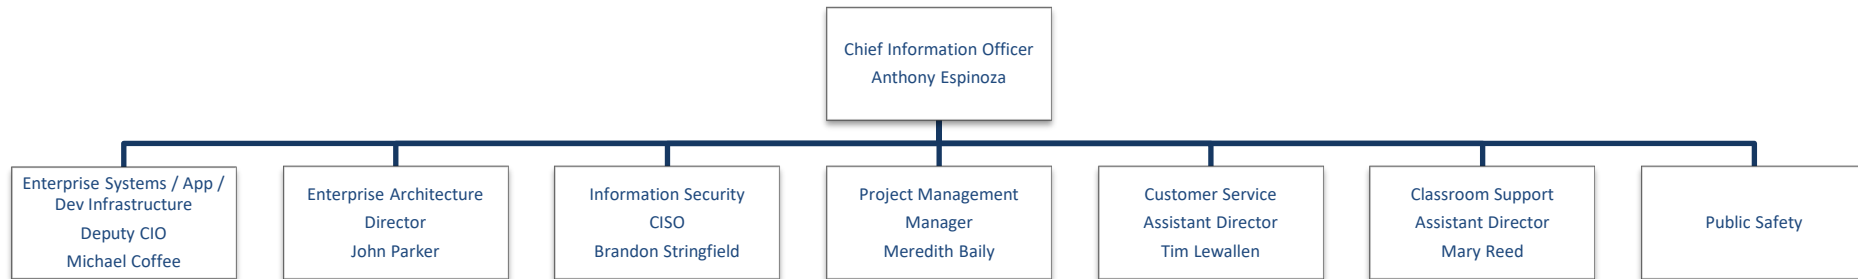 Chief Information Officer
Anthony Espinoza
Enterprise Systems / App /
Dev Infrastructure
Deputy CIO
Michael Coffee
Enterprise Architecture
Director
John Parker
Information Security
CISO
Brandon Stringfield
Project Management
Manager
Meredith Baily
Customer Service
Assistant Director
Tim Lewallen
Classroom Support
Assistant Director
Mary Reed
Public Safety